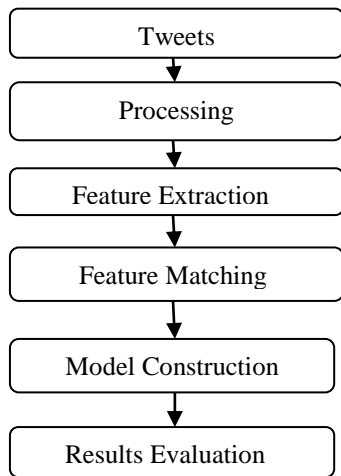 Tweets
Processing
Feature Extraction
Feature Matching
Model Construction
Results Evaluation